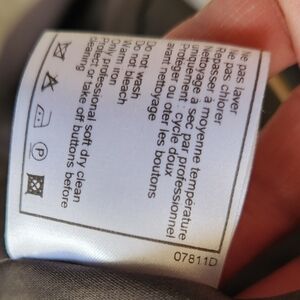 Ne pas laver
Ne pas chlorer
Repasser à moyenne température
Nettoyage à sec par professionnel
uniquement - cycle doux
Protéger ou oter les boutons
avant nettoyage
Do not wash
Do not bleach
Warm iron
Only professional soft dry clean
Protect or take off buttons before
cleaning
P
07811D